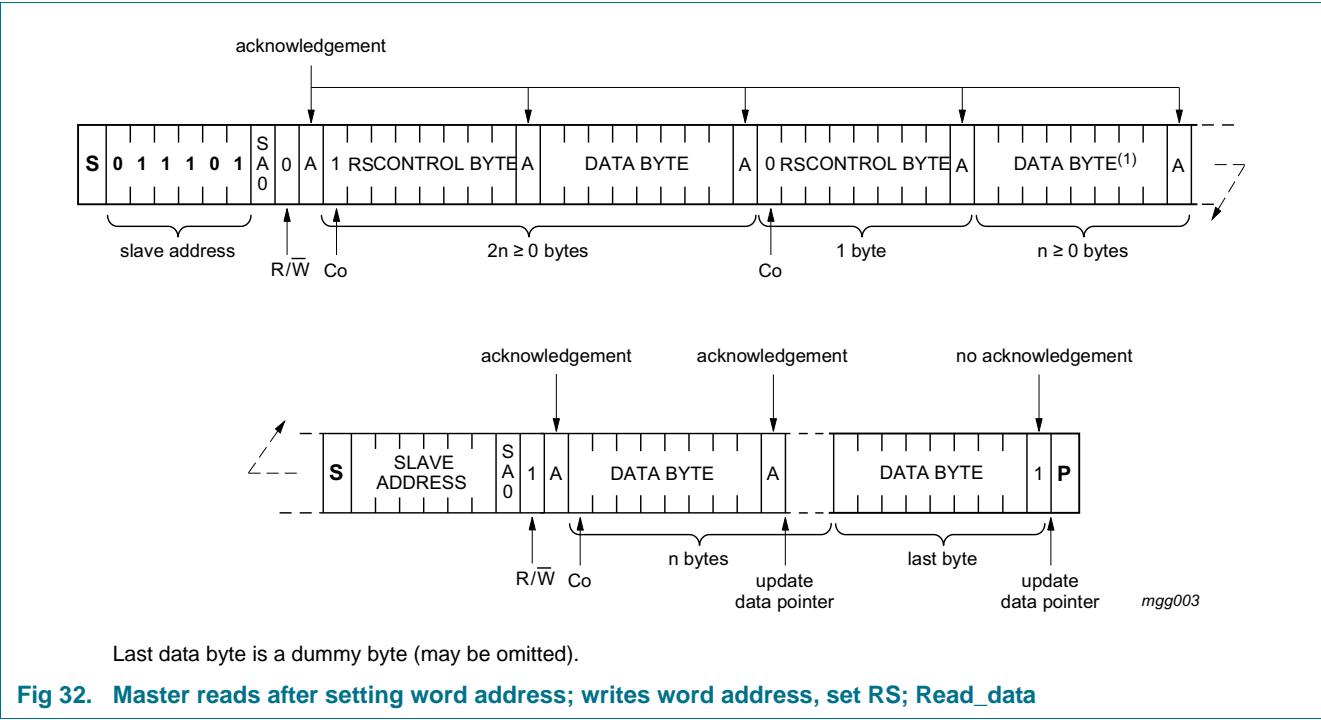 acknowledgement
S 0 1 1 1 0 1 SA0 0 A 1 RS CONTROL BYTE A DATA BYTE A 0 RS CONTROL BYTE A DATA BYTE(1) A
slave address 2n ≥ 0 bytes 1 byte n ≥ 0 bytes
R/W̅ Co Co
acknowledgement acknowledgement no acknowledgement
S SLAVE ADDRESS SA0 1 A DATA BYTE A DATA BYTE 1 P
n bytes last byte
R/W̅ Co update data pointer update data pointer mgg003
Last data byte is a dummy byte (may be omitted).
Fig 32. Master reads after setting word address; writes word address, set RS; Read_data